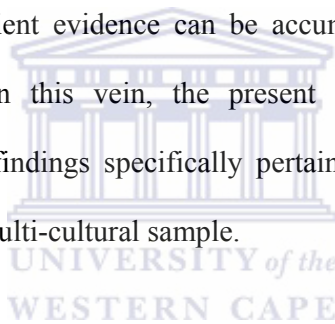 ent evidence can be accur
n this vein, the present
findings specifically pertain
ulti-cultural sample.
UNIVERSITY of the
WESTERN CAPE